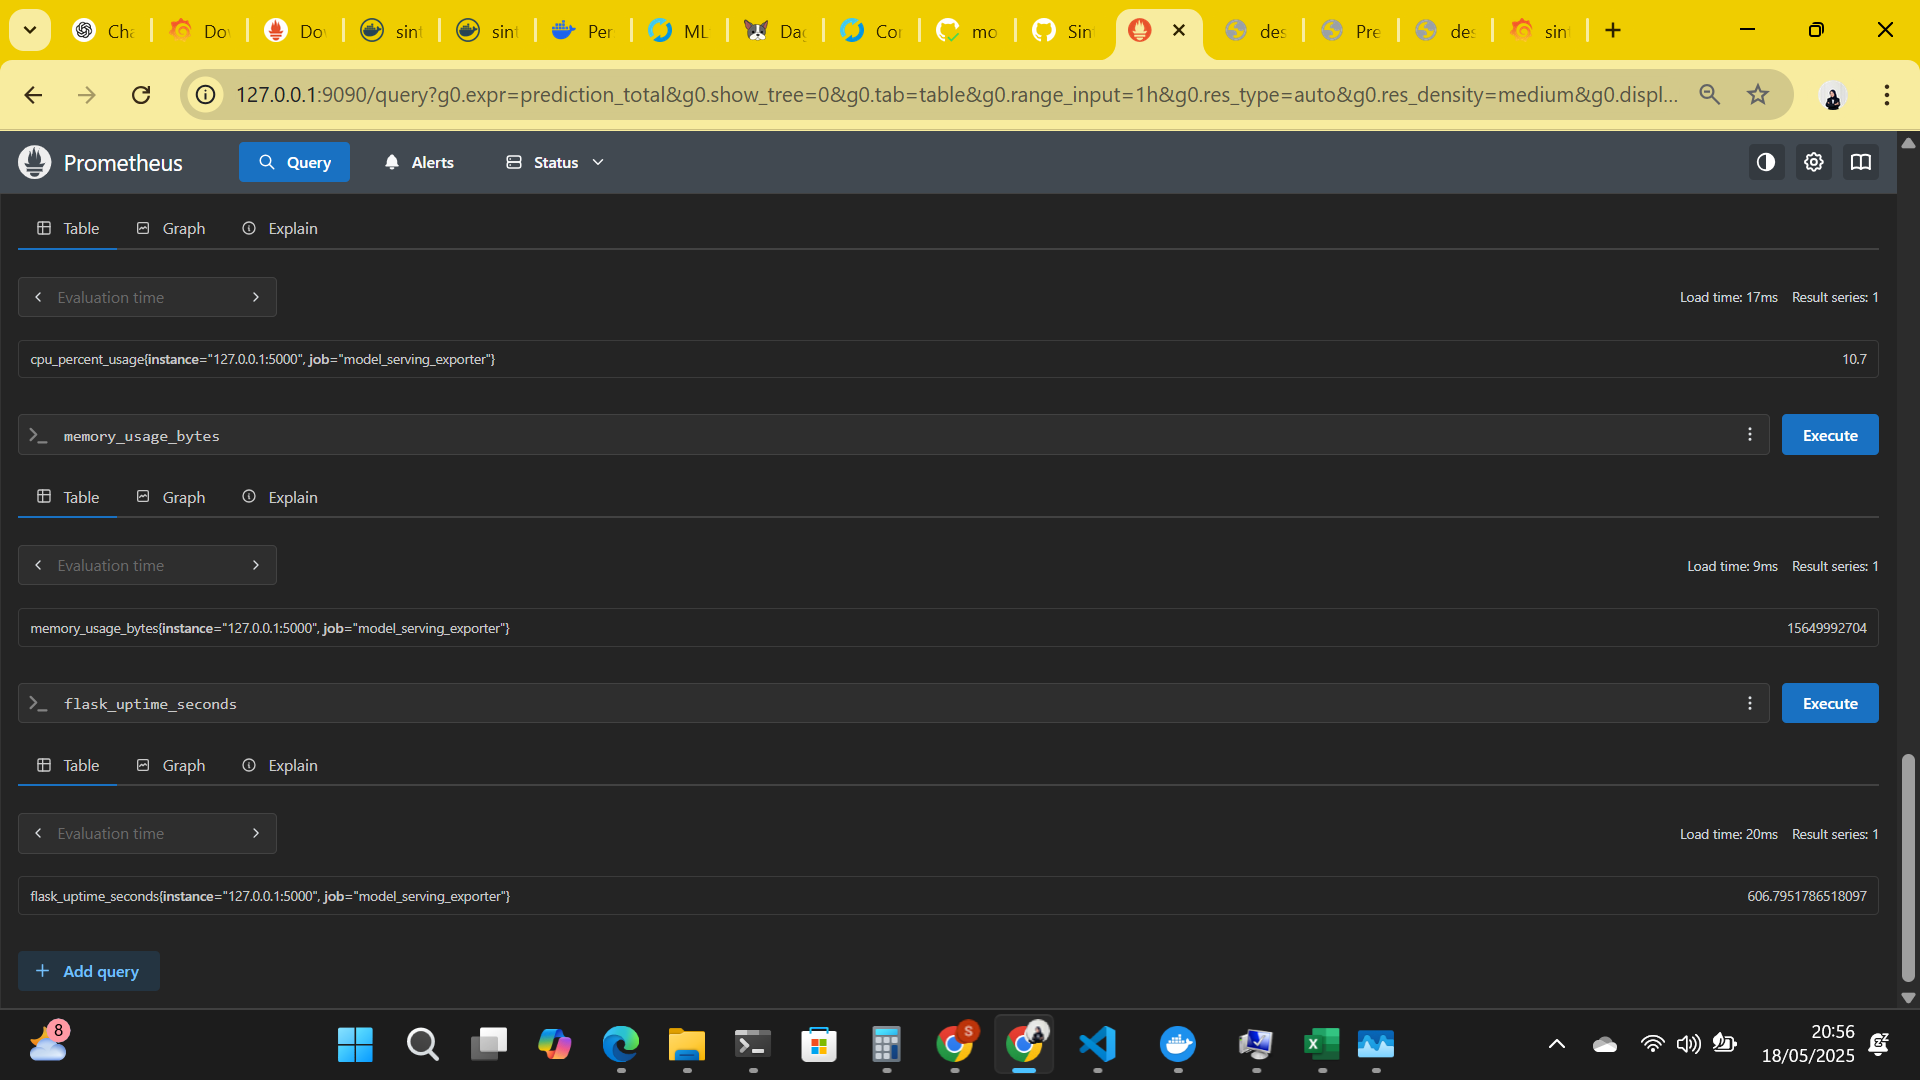 Cha
Dov
Dov
sint
sint
Per
ML
Dag
Cor
mo
Sint
des
Pre
des
sint
127.0.0.1:9090/query?g0.expr=prediction_total&g0.show_tree=0&g0.tab=table&g0.range_input=1h&g0.res_type=auto&g0.res_density=medium&g0.displ...
Prometheus
Query
Alerts
Status
Table
Graph
Explain
Evaluation time
Load time: 17ms Result series: 1
cpu_percent_usage{instance="127.0.0.1:5000", job="model_serving_exporter"}
10.7
memory_usage_bytes
Execute
Table
Graph
Explain
Evaluation time
Load time: 9ms Result series: 1
memory_usage_bytes{instance="127.0.0.1:5000", job="model_serving_exporter"}
15649992704
flask_uptime_seconds
Execute
Table
Graph
Explain
Evaluation time
Load time: 20ms Result series: 1
flask_uptime_seconds{instance="127.0.0.1:5000", job="model_serving_exporter"}
606.7951786518097
Add query
8
S
20:56
18/05/2025